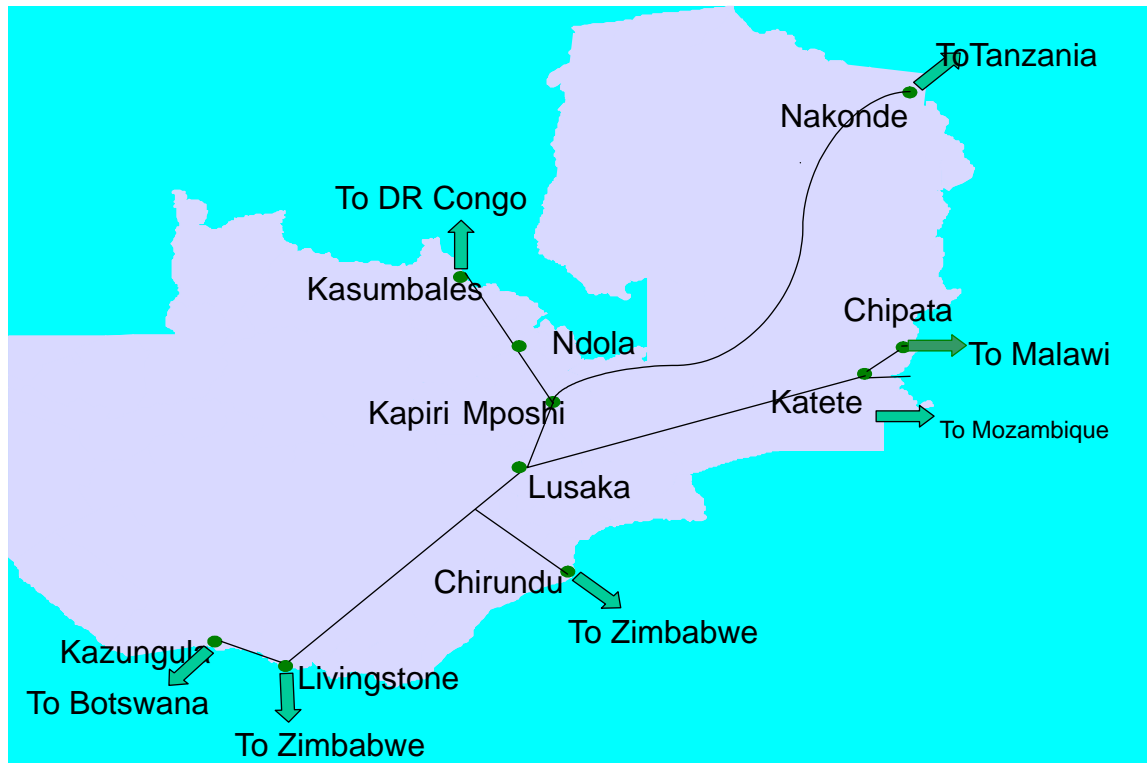 ToTanzania
Nakonde
To DR Congo
Kasumbales
Chipata
Ndola
To Malawi
Kapiri Mposhi
Katete
To Mozambique
Lusaka
Chirundu
To Zimbabwe
Kazungula
Livingstone
To Botswana
To Zimbabwe